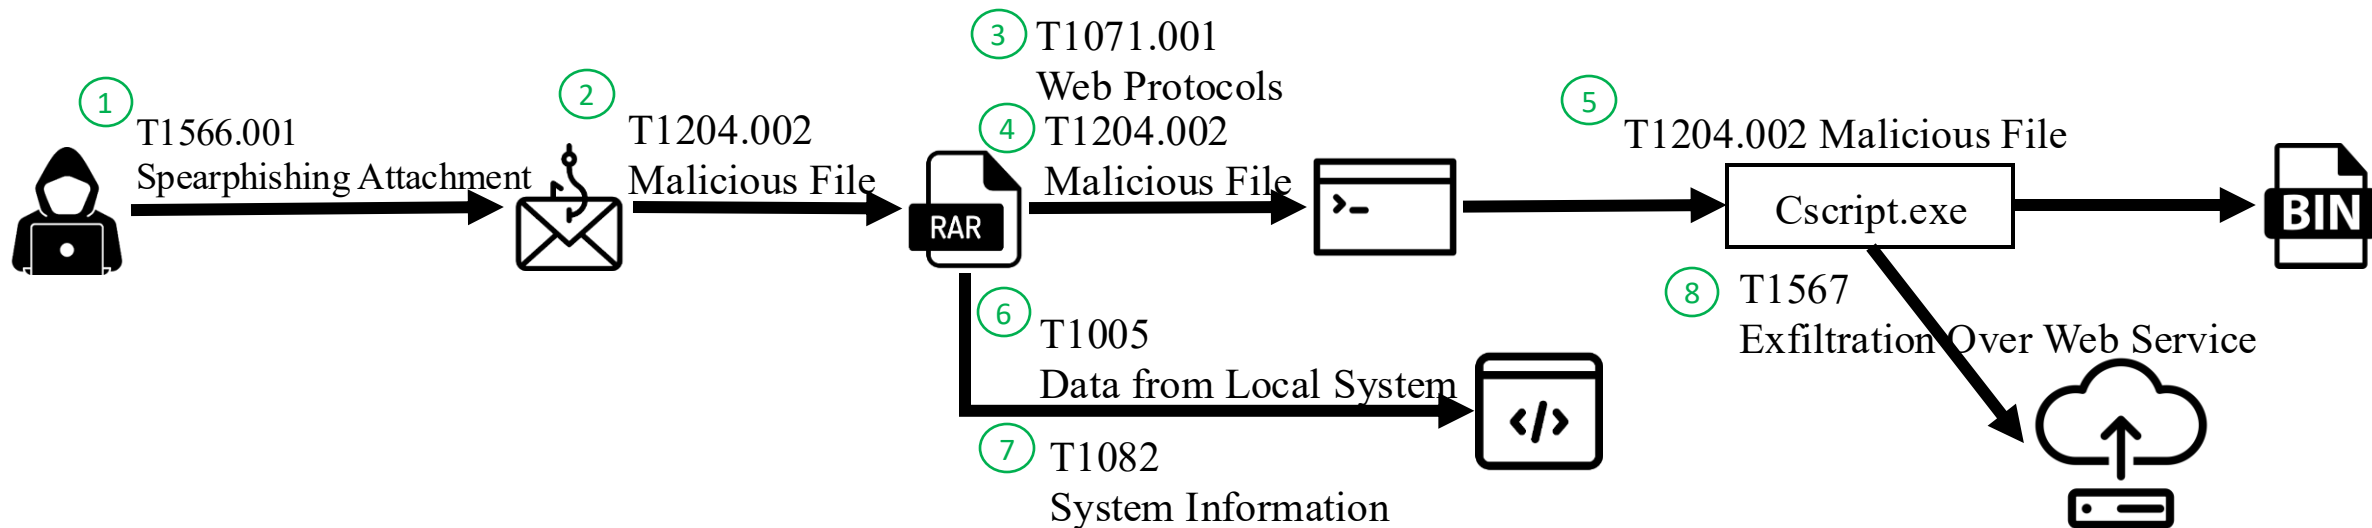 1
T1566.001
Spearphishing Attachment
2
T1204.002
Malicious File
RAR
3
T1071.001
Web Protocols
4
T1204.002
Malicious File
>_
5
T1204.002 Malicious File
Cscript.exe
BIN
6
T1005
Data from Local System
</>
7
T1082
System Information
8
T1567
Exfiltration Over Web Service